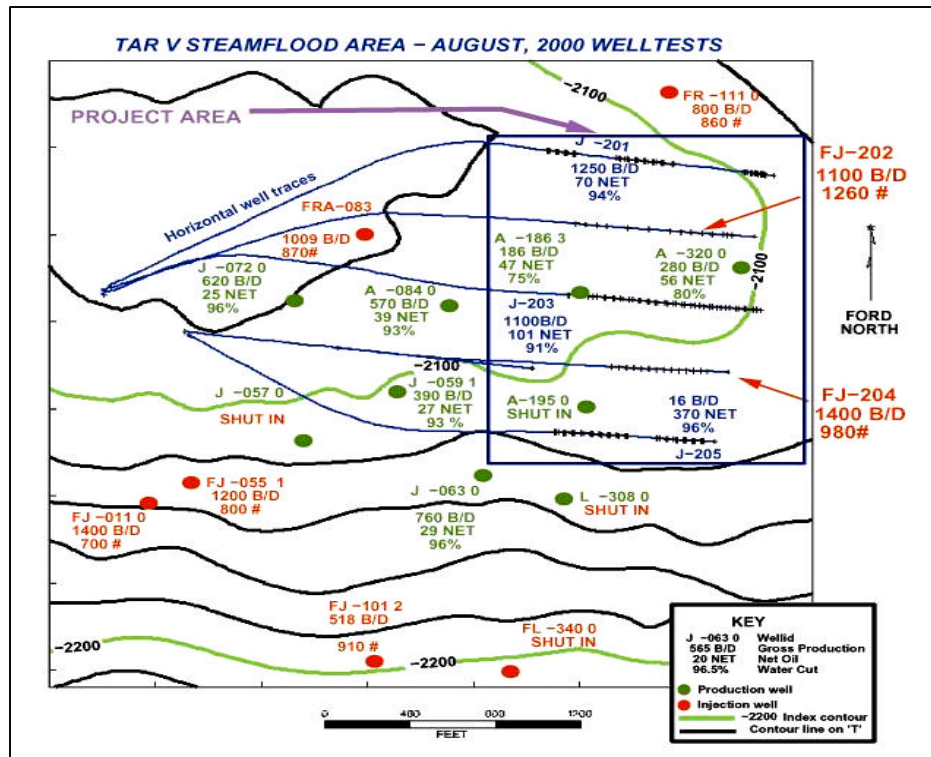 TAR V STEAMFLOOD AREA – AUGUST, 2000 WELLTESTS
PROJECT AREA
-2100
FR -111 0
800 B/D
860 #
FJ-202
1100 B/D
1260 #
J -201
1250 B/D
70 NET
94%
Horizontal well traces
FRA-083
1009 B/D
870#
J -072 0
620 B/D
25 NET
96%
A -084 0
570 B/D
39 NET
93%
A -186 3
186 B/D
47 NET
75%
A -320 0
280 B/D
56 NET
80%
-2100
J-203
1100B/D
101 NET
91%
FORD
NORTH
-2100
J -057 0
SHUT IN
J -059 1
390 B/D
27 NET
93 %
A-195 0
SHUT IN
16 B/D
370 NET
96%
J-205
FJ-204
1400 B/D
980#
FJ -055 1
1200 B/D
800 #
FJ -011 0
1400 B/D
700 #
J -063 0
760 B/D
29 NET
96%
L -308 0
SHUT IN
FJ -101 2
518 B/D
910 #
FL -340 0
SHUT IN
-2200
-2200
KEY
J -063 0 Wellid
565 B/D Gross Production
20 NET Net Oil
96.5% Water Cut
Production well
Injection well
-2200 Index contour
Contour line on 'T'
0 400 800 1200
FEET